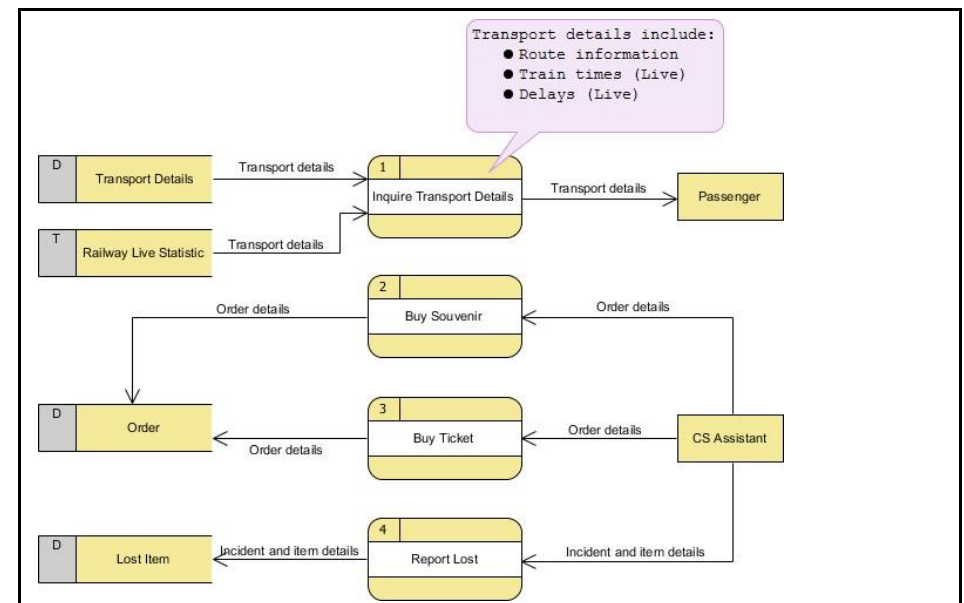 Transport details include:
● Route information
● Train times (Live)
● Delays (Live)
D
Transport Details
Transport details
1
Inquire Transport Details
Transport details
Passenger
T
Railway Live Statistic
Transport details
2
Buy Souvenir
Order details
Order details
D
Order
3
Buy Ticket
Order details
Order details
CS Assistant
D
Lost Item
Incident and item details
4
Report Lost
Incident and item details